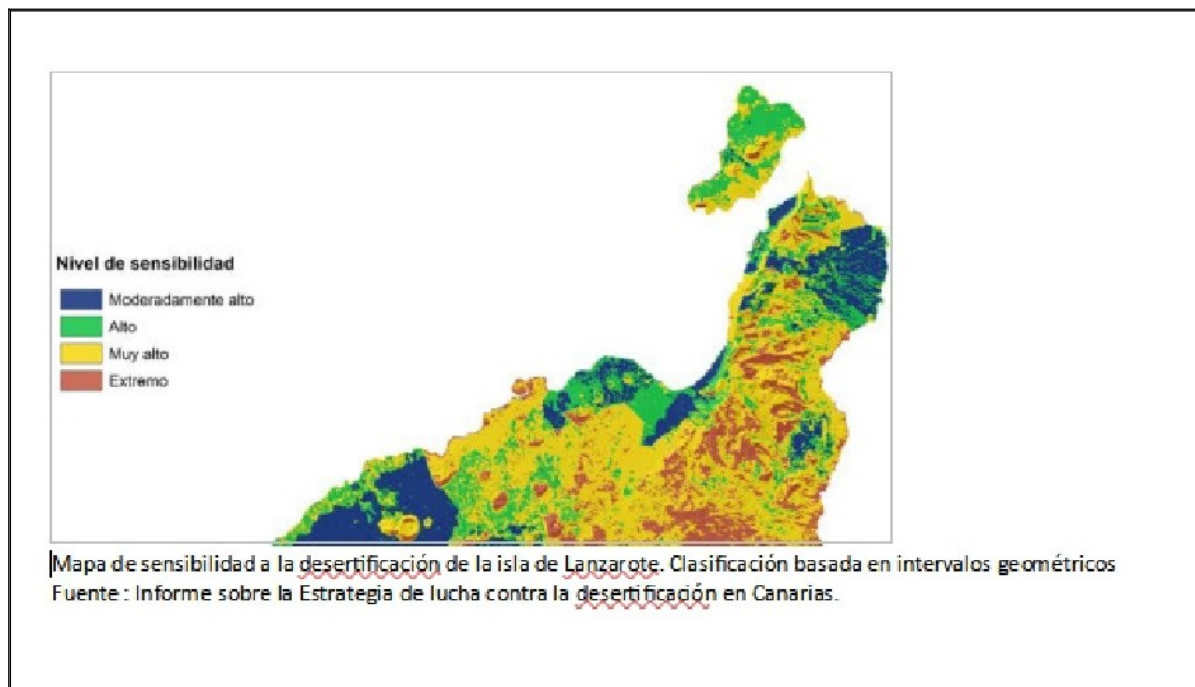 Nivel de sensibilidad
Moderadamente alto
Alto
Muy alto
Extremo
Mapa de sensibilidad a la desertificación de la isla de Lanzarote. Clasificación basada en intervalos geométricos
Fuente : Informe sobre la Estrategia de lucha contra la desertificación en Canarias.